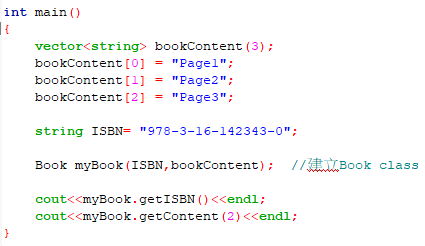 int main()
{
vector<string> bookContent(3);
bookContent[0] = "Page1";
bookContent[1] = "Page2";
bookContent[2] = "Page3";
string ISBN= "978-3-16-142343-0";
Book myBook(ISBN,bookContent); //建立Book class
cout<<myBook.getISBN()<<endl;
cout<<myBook.getContent(2)<<endl;
}